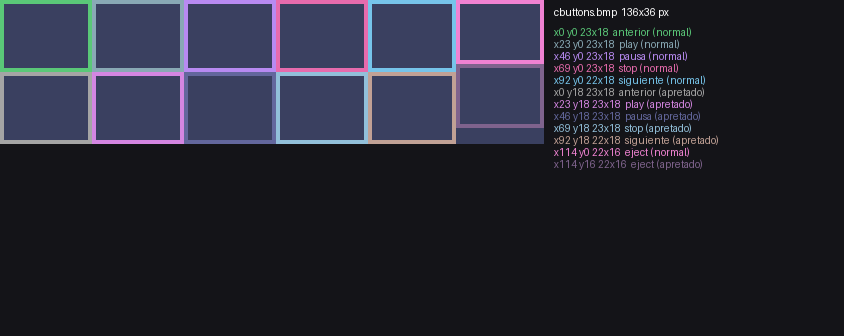 cbuttons.bmp 136x36 px
x0 y0 23x18 anterior (normal)
x23 y0 23x18 play (normal)
x46 y0 23x18 pausa (normal)
x69 y0 23x18 stop (normal)
x92 y0 22x18 siguiente (normal)
x0 y18 23x18 anterior (apretado)
x23 y18 23x18 play (apretado)
x46 y18 23x18 pausa (apretado)
x69 y18 23x18 stop (apretado)
x92 y18 22x18 siguiente (apretado)
x114 y0 22x16 eject (normal)
x114 y16 22x16 eject (apretado)